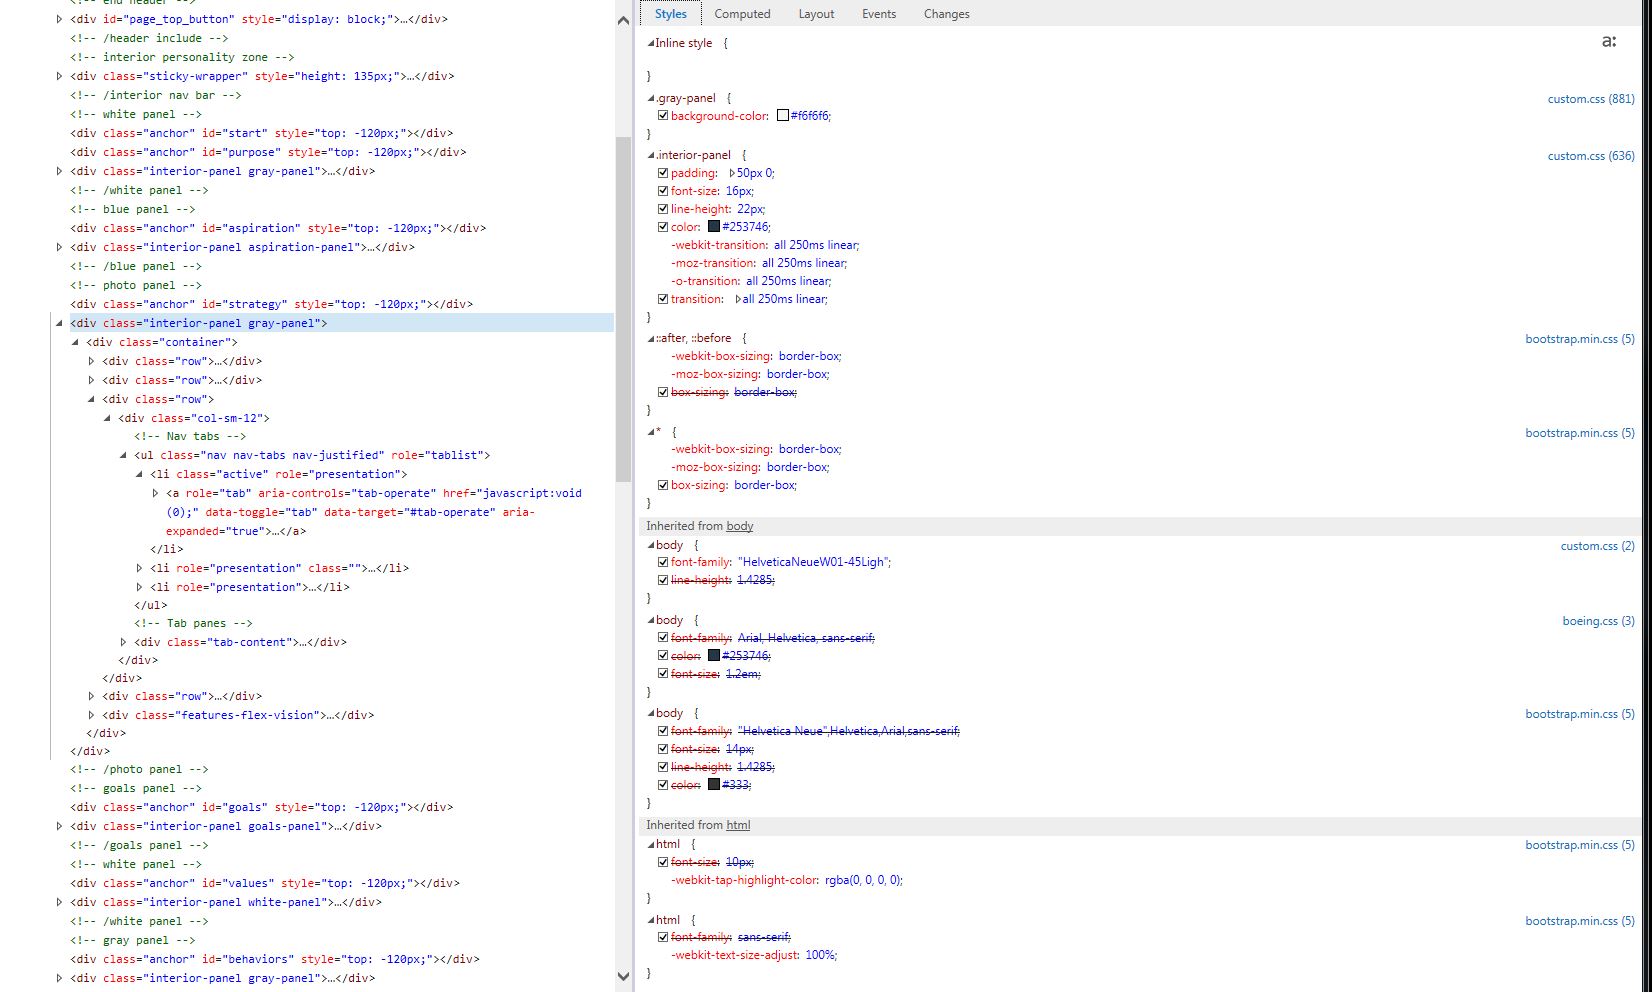 <!-- end header -->
<div id="page_top_button" style="display: block;">…</div>
<!-- /header include -->
<!-- interior personality zone -->
<div class="sticky-wrapper" style="height: 135px;">…</div>
<!-- /interior nav bar -->
<!-- white panel -->
<div class="anchor" id="start" style="top: -120px;"></div>
<div class="anchor" id="purpose" style="top: -120px;"></div>
<div class="interior-panel gray-panel">…</div>
<!-- /white panel -->
<!-- blue panel -->
<div class="anchor" id="aspiration" style="top: -120px;"></div>
<div class="interior-panel aspiration-panel">…</div>
<!-- /blue panel -->
<!-- photo panel -->
<div class="anchor" id="strategy" style="top: -120px;"></div>
<div class="interior-panel gray-panel">
<div class="container">
<div class="row">…</div>
<div class="row">…</div>
<div class="row">
<div class="col-sm-12">
<!-- Nav tabs -->
<ul class="nav nav-tabs nav-justified" role="tablist">
<li class="active" role="presentation">
<a role="tab" aria-controls="tab-operate" href="javascript:void
(0);" data-toggle="tab" data-target="#tab-operate" aria-
expanded="true">…</a>
</li>
<li role="presentation" class="">…</li>
<li role="presentation">…</li>
</ul>
<!-- Tab panes -->
<div class="tab-content">…</div>
</div>
</div>
<div class="row">…</div>
<div class="features-flex-vision">…</div>
</div>
</div>
<!-- /photo panel -->
<!-- goals panel -->
<div class="anchor" id="goals" style="top: -120px;"></div>
<div class="interior-panel goals-panel">…</div>
<!-- /goals panel -->
<!-- white panel -->
<div class="anchor" id="values" style="top: -120px;"></div>
<div class="interior-panel white-panel">…</div>
<!-- /white panel -->
<!-- gray panel -->
<div class="anchor" id="behaviors" style="top: -120px;"></div>
<div class="interior-panel gray-panel">…</div>
Styles Computed Layout Events Changes
Inline style { a:
}
.gray-panel { custom.css (881)
background-color: #f6f6f6;
}
.interior-panel { custom.css (636)
padding: 50px 0;
font-size: 16px;
line-height: 22px;
color: #253746;
-webkit-transition: all 250ms linear;
-moz-transition: all 250ms linear;
-o-transition: all 250ms linear;
transition: all 250ms linear;
}
::after, ::before { bootstrap.min.css (5)
-webkit-box-sizing: border-box;
-moz-box-sizing: border-box;
box-sizing: border-box;
}
* { bootstrap.min.css (5)
-webkit-box-sizing: border-box;
-moz-box-sizing: border-box;
box-sizing: border-box;
}
Inherited from body
body { custom.css (2)
font-family: "HelveticaNeueW01-45Ligh";
line-height: 1.4285;
}
body { boeing.css (3)
font-family: Arial, Helvetica, sans-serif;
color: #253746;
font-size: 1.2em;
}
body { bootstrap.min.css (5)
font-family: "Helvetica Neue",Helvetica,Arial,sans-serif;
font-size: 14px;
line-height: 1.4285;
color: #333;
}
Inherited from html
html { bootstrap.min.css (5)
font-size: 10px;
-webkit-tap-highlight-color: rgba(0, 0, 0, 0);
}
html { bootstrap.min.css (5)
font-family: sans-serif;
-webkit-text-size-adjust: 100%;
}